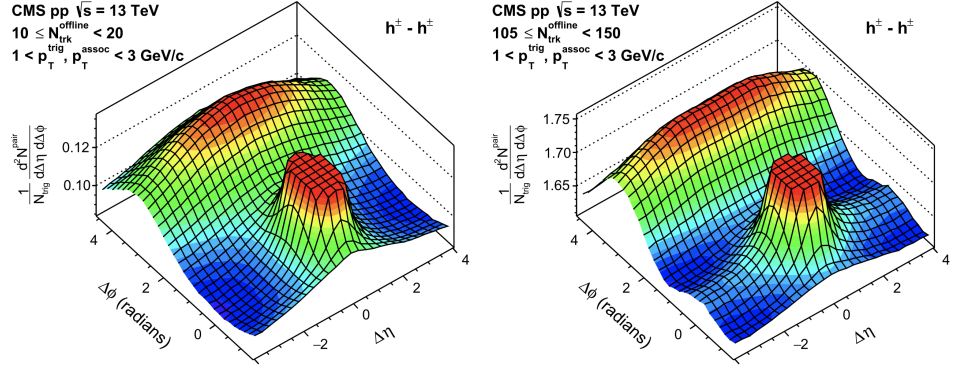 CMS pp √s = 13 TeV
10 ≤ N_trk^offline < 20
1 < p_T^trig, p_T^assoc < 3 GeV/c
h± - h±
1/N_trig d²N^pair/dΔη dΔϕ
0.12
0.10
4
2
0
Δϕ (radians)
−2
0
2
4
Δη
CMS pp √s = 13 TeV
105 ≤ N_trk^offline < 150
1 < p_T^trig, p_T^assoc < 3 GeV/c
h± - h±
1/N_trig d²N^pair/dΔη dΔϕ
1.75
1.70
1.65
4
2
0
Δϕ (radians)
−2
0
2
4
Δη